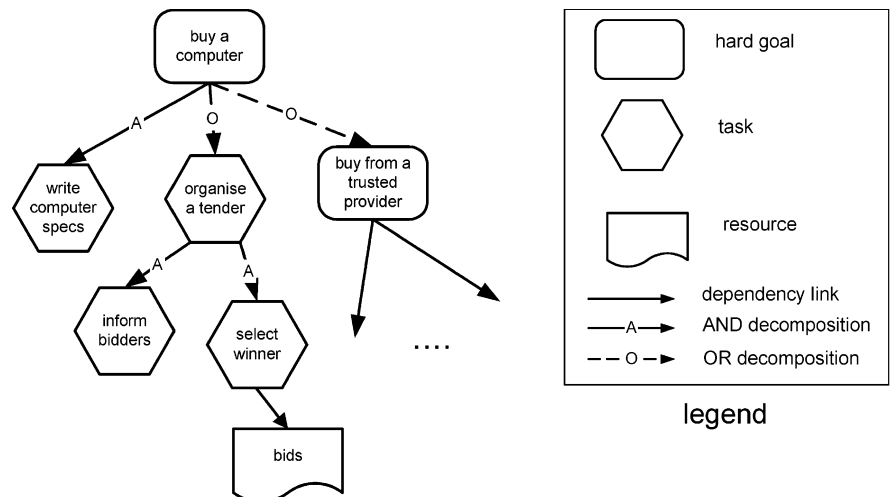 buy a
computer
A
O
O
write
computer
specs
organise
a tender
buy from a
trusted
provider
A
A
inform
bidders
select
winner
....
bids
hard goal
task
resource
dependency link
A
AND decomposition
O
OR decomposition
legend